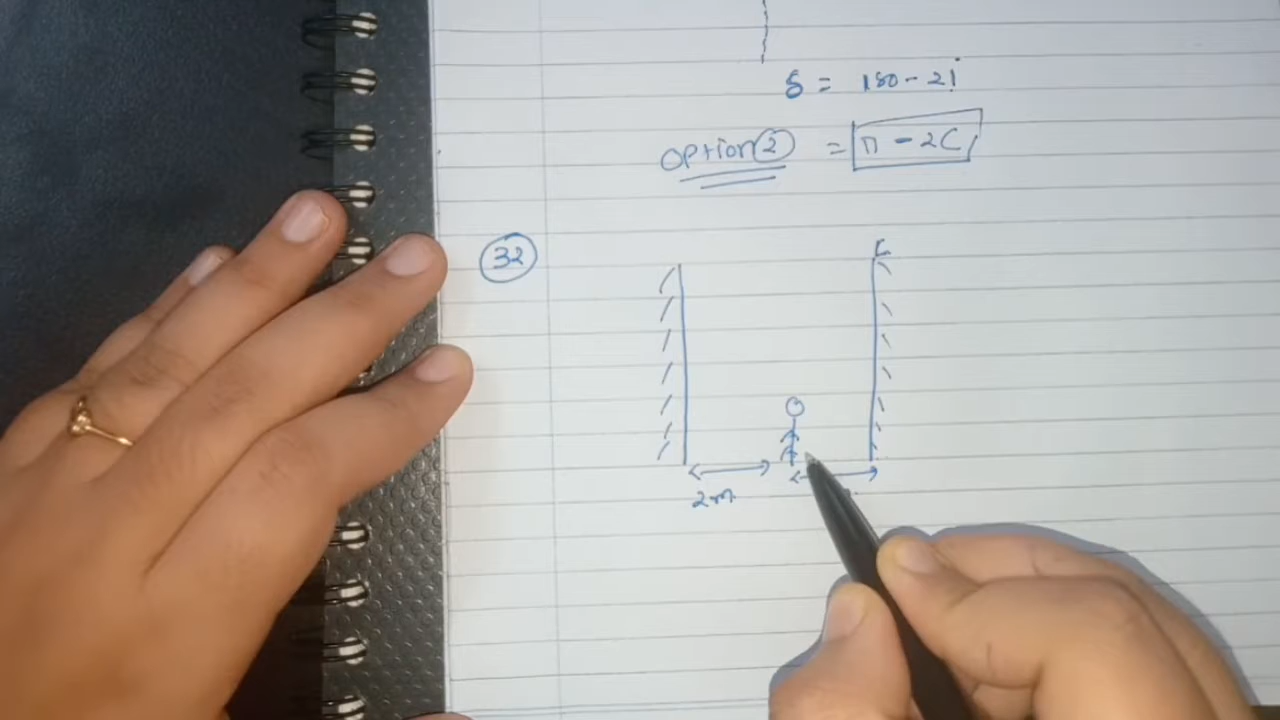 δ = 180 - 2i
Option ② = π - 2C
32
2m